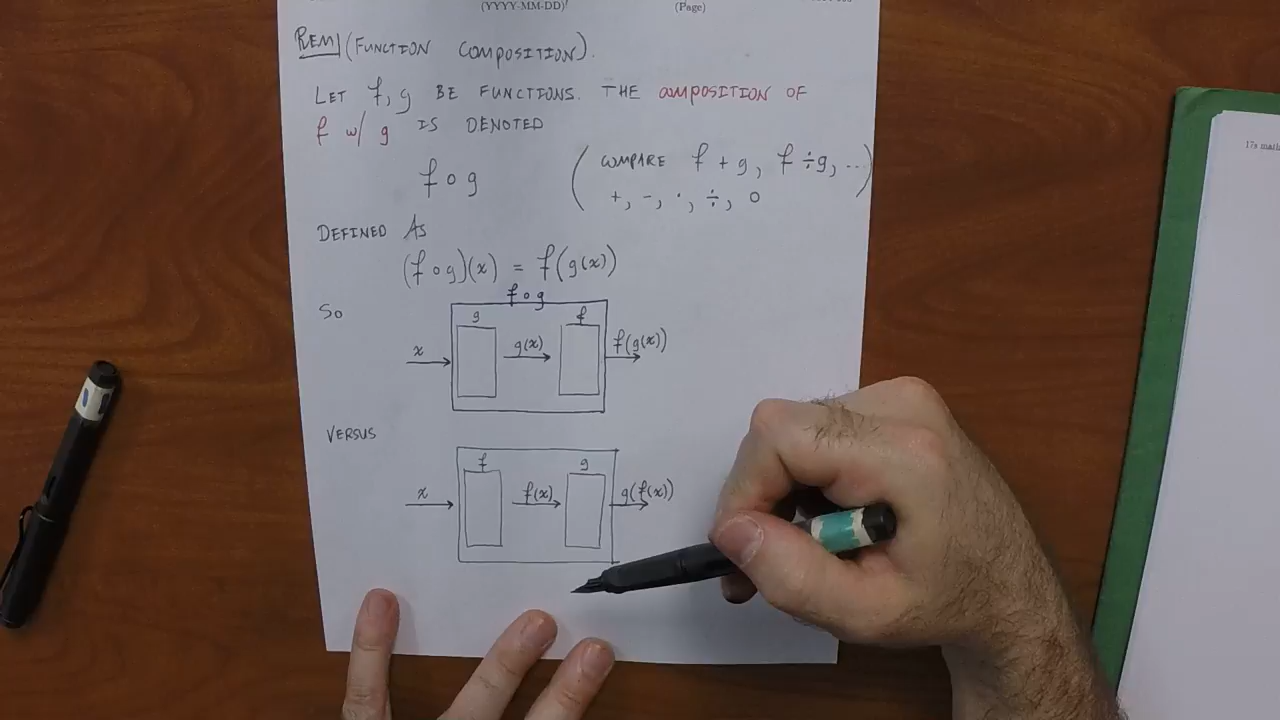 (YYYY-MM-DD) (Page)
REM (FUNCTION COMPOSITION).
LET f, g BE FUNCTIONS. THE COMPOSITION OF
f w/ g IS DENOTED
f o g ( COMPARE f + g, f ÷ g, ... )
+, -, ·, ÷, o
DEFINED AS
(f o g)(x) = f(g(x))
f o g
SO
g f
x g(x) f(g(x))
VERSUS
f g
x f(x) g(f(x))